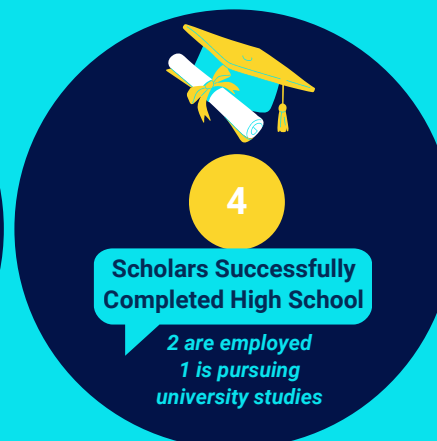 4
Scholars Successfully
Completed High School
2 are employed
1 is pursuing
university studies